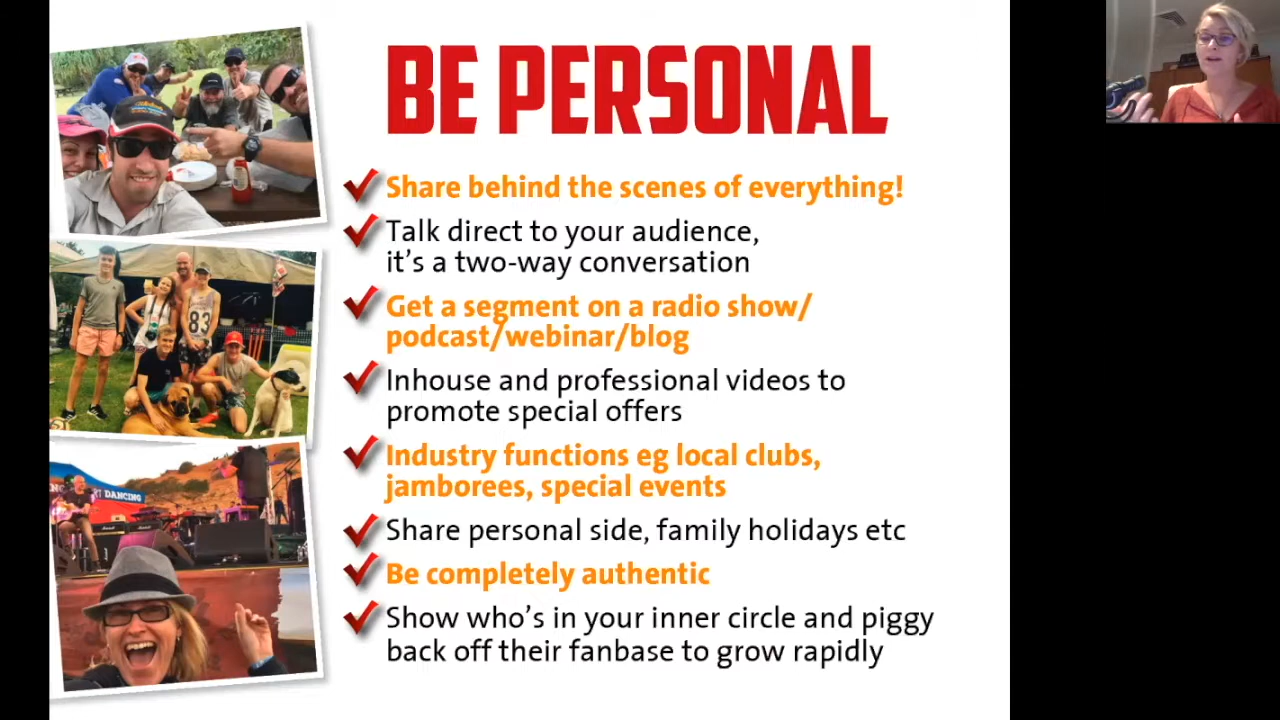 BE PERSONAL
Share behind the scenes of everything!
Talk direct to your audience,
it's a two-way conversation
Get a segment on a radio show/
podcast/webinar/blog
Inhouse and professional videos to
promote special offers
Industry functions eg local clubs,
jamborees, special events
Share personal side, family holidays etc
Be completely authentic
Show who's in your inner circle and piggy
back off their fanbase to grow rapidly
83
DANCING